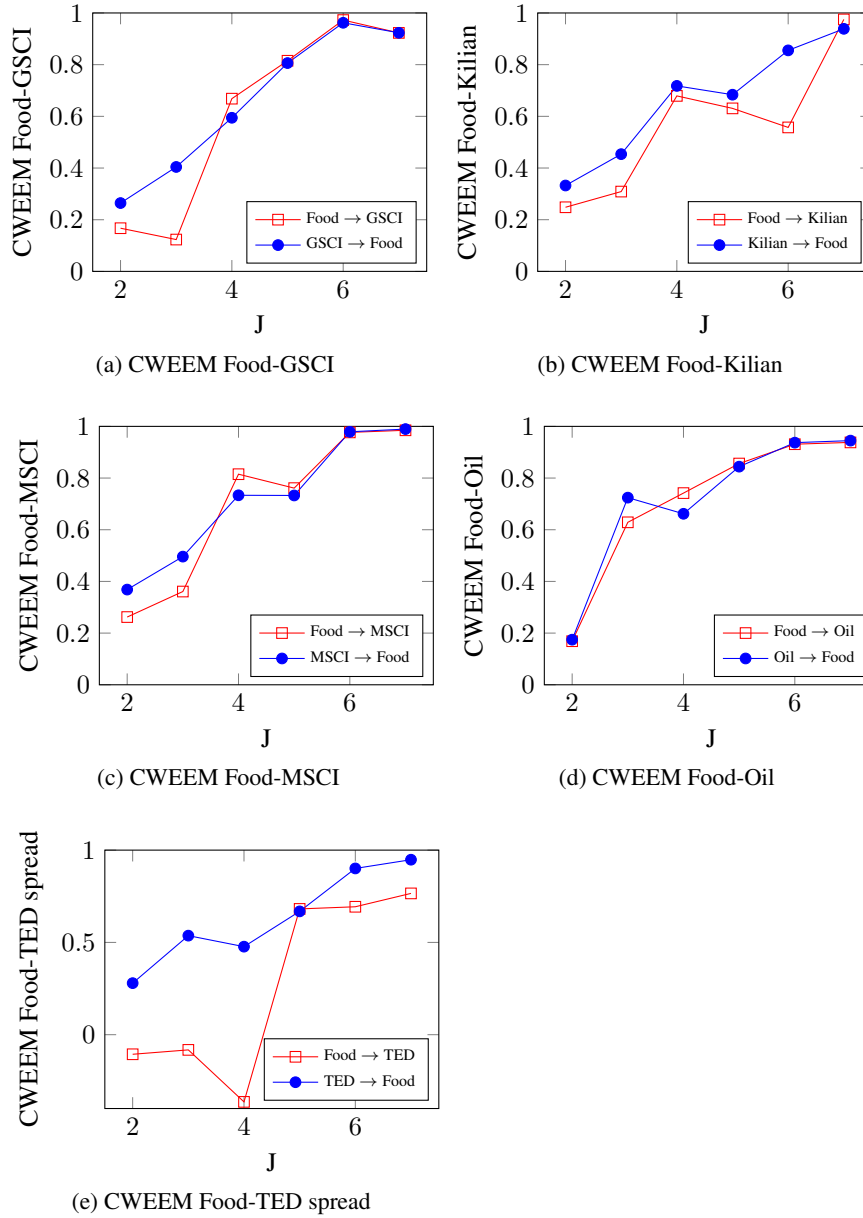 1
0.8
0.6
0.4
0.2
0
2
4
6
CWEEM Food-GSCI
J
Food → GSCI
GSCI → Food
(a) CWEEM Food-GSCI
1
0.8
0.6
0.4
0.2
0
2
4
6
CWEEM Food-Kilian
J
Food → Kilian
Kilian → Food
(b) CWEEM Food-Kilian
1
0.8
0.6
0.4
0.2
0
2
4
6
CWEEM Food-MSCI
J
Food → MSCI
MSCI → Food
(c) CWEEM Food-MSCI
1
0.8
0.6
0.4
0.2
0
2
4
6
CWEEM Food-Oil
J
Food → Oil
Oil → Food
(d) CWEEM Food-Oil
1
0.5
0
2
4
6
CWEEM Food-TED spread
J
Food → TED
TED → Food
(e) CWEEM Food-TED spread